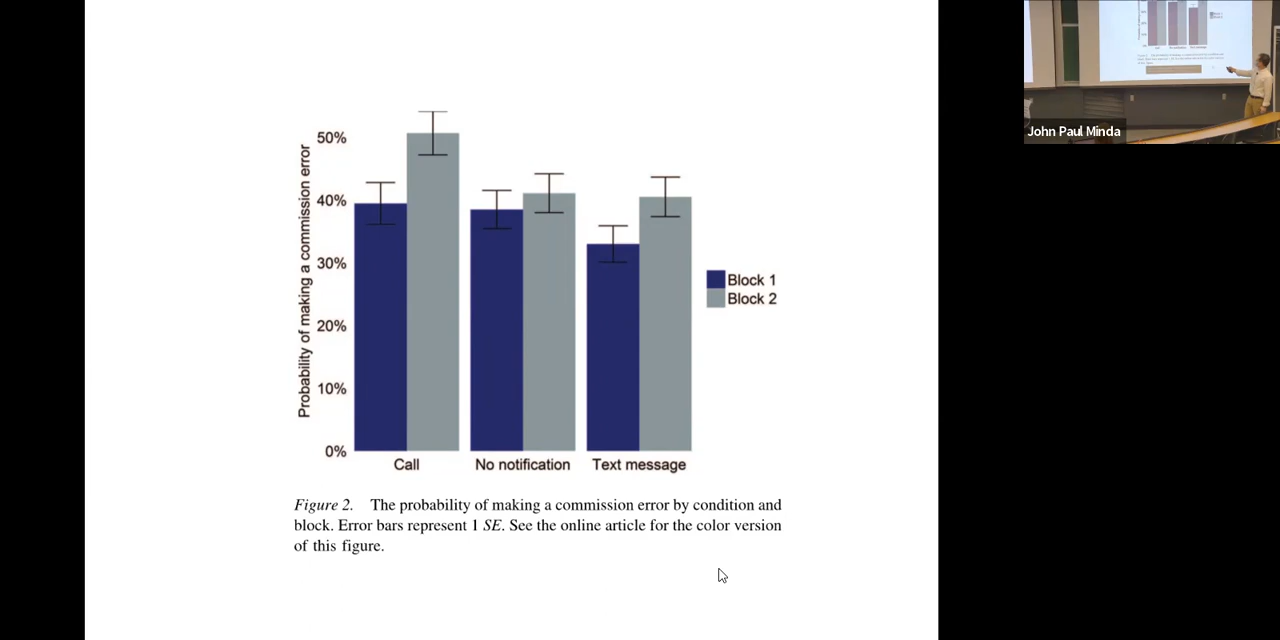 50%
40%
30%
20%
10%
0%
Probability of making a commission error
Call
No notification
Text message
Block 1
Block 2
Figure 2. The probability of making a commission error by condition and
block. Error bars represent 1 SE. See the online article for the color version
of this figure.
John Paul Minda